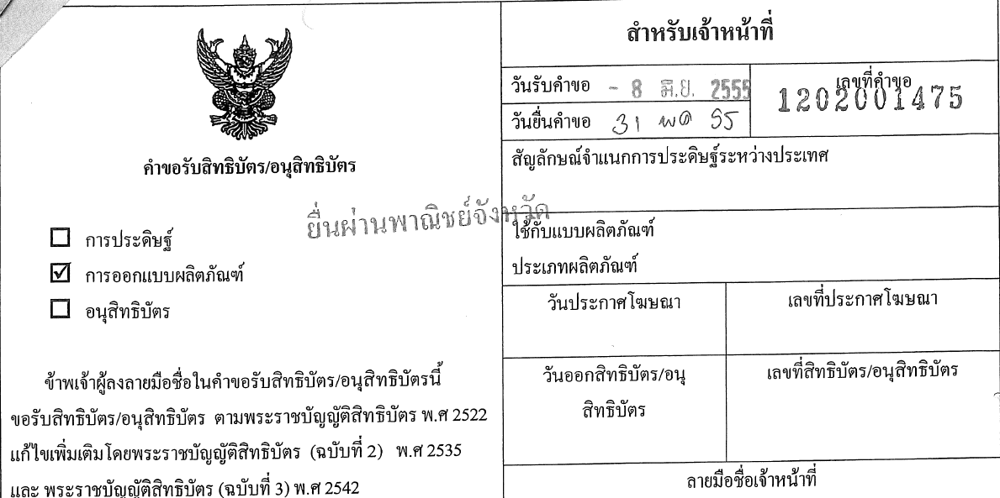 คำขอรับสิทธิบัตร/อนุสิทธิบัตร
ยื่นผ่านพาณิชย์จังหวัด
การประดิษฐ์
การออกแบบผลิตภัณฑ์
อนุสิทธิบัตร
ข้าพเจ้าผู้ลงลายมือชื่อในคำขอรับสิทธิบัตร/อนุสิทธิบัตรนี้
ขอรับสิทธิบัตร/อนุสิทธิบัตร ตามพระราชบัญญัติสิทธิบัตร พ.ศ 2522
แก้ไขเพิ่มเติมโดยพระราชบัญญัติสิทธิบัตร (ฉบับที่ 2) พ.ศ 2535
และ พระราชบัญญัติสิทธิบัตร (ฉบับที่ 3) พ.ศ 2542
สำหรับเจ้าหน้าที่
วันรับคำขอ - 8 มิ.ย. 2555
วันยื่นคำขอ 31 พค 55
เลขที่คำขอ
1202001475
สัญลักษณ์จำแนกการประดิษฐ์ระหว่างประเทศ
ใช้กับแบบผลิตภัณฑ์
ประเภทผลิตภัณฑ์
วันประกาศโฆษณา
เลขที่ประกาศโฆษณา
วันออกสิทธิบัตร/อนุ
สิทธิบัตร
เลขที่สิทธิบัตร/อนุสิทธิบัตร
ลายมือชื่อเจ้าหน้าที่